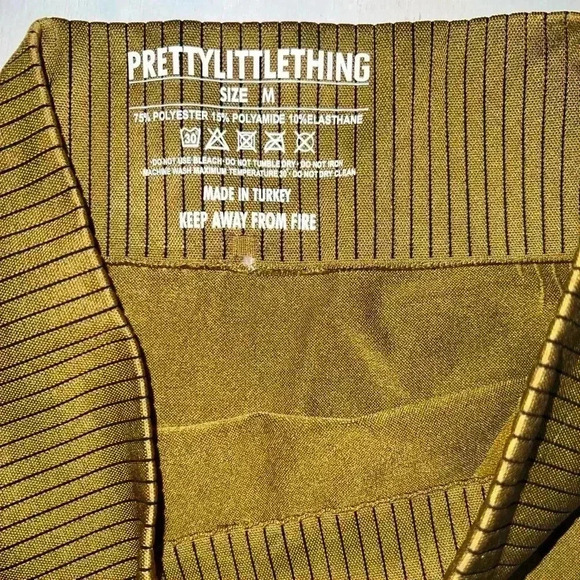 PRETTYLITTLETHING
SIZE M
75% POLYESTER 15% POLYAMIDE 10% ELASTHANE
30
·DO NOT USE BLEACH·DO NOT TUMBLE DRY·DO NOT IRON
MACHINE WASH MAXIMUM TEMPERATURE 30°·DO NOT DRY CLEAN
MADE IN TURKEY
KEEP AWAY FROM FIRE